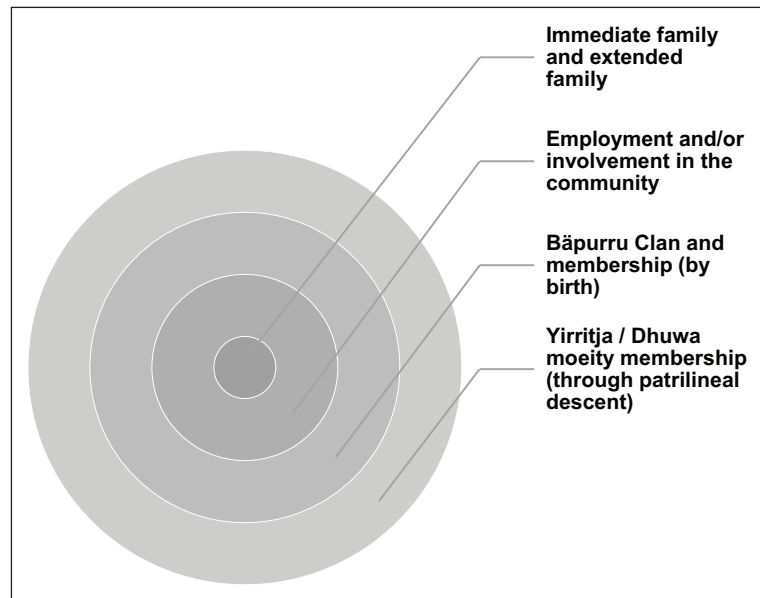 Immediate family
and extended
family
Employment and/or
involvement in the
community
Bäpurru Clan and
membership (by
birth)
Yirritja / Dhuwa
moeity membership
(through patrilineal
descent)